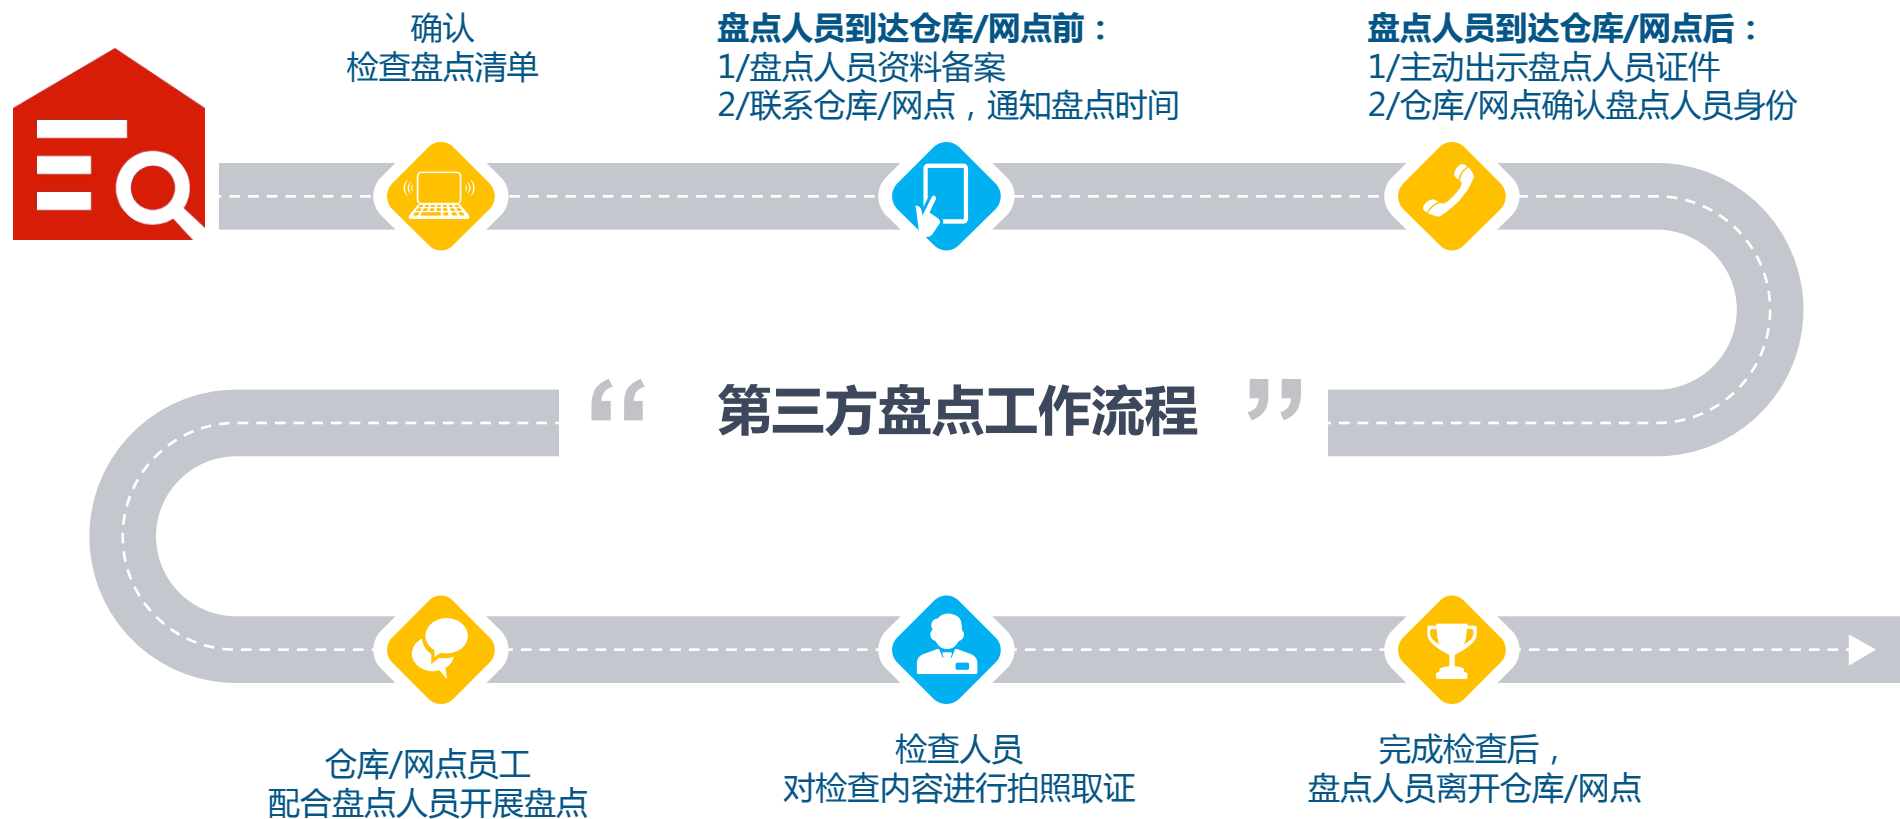 确认
检查盘点清单
盘点人员到达仓库/网点前：
1/盘点人员资料备案
2/联系仓库/网点，通知盘点时间
盘点人员到达仓库/网点后：
1/主动出示盘点人员证件
2/仓库/网点确认盘点人员身份
“ 第三方盘点工作流程 ”
仓库/网点员工
配合盘点人员开展盘点
检查人员
对检查内容进行拍照取证
完成检查后，
盘点人员离开仓库/网点